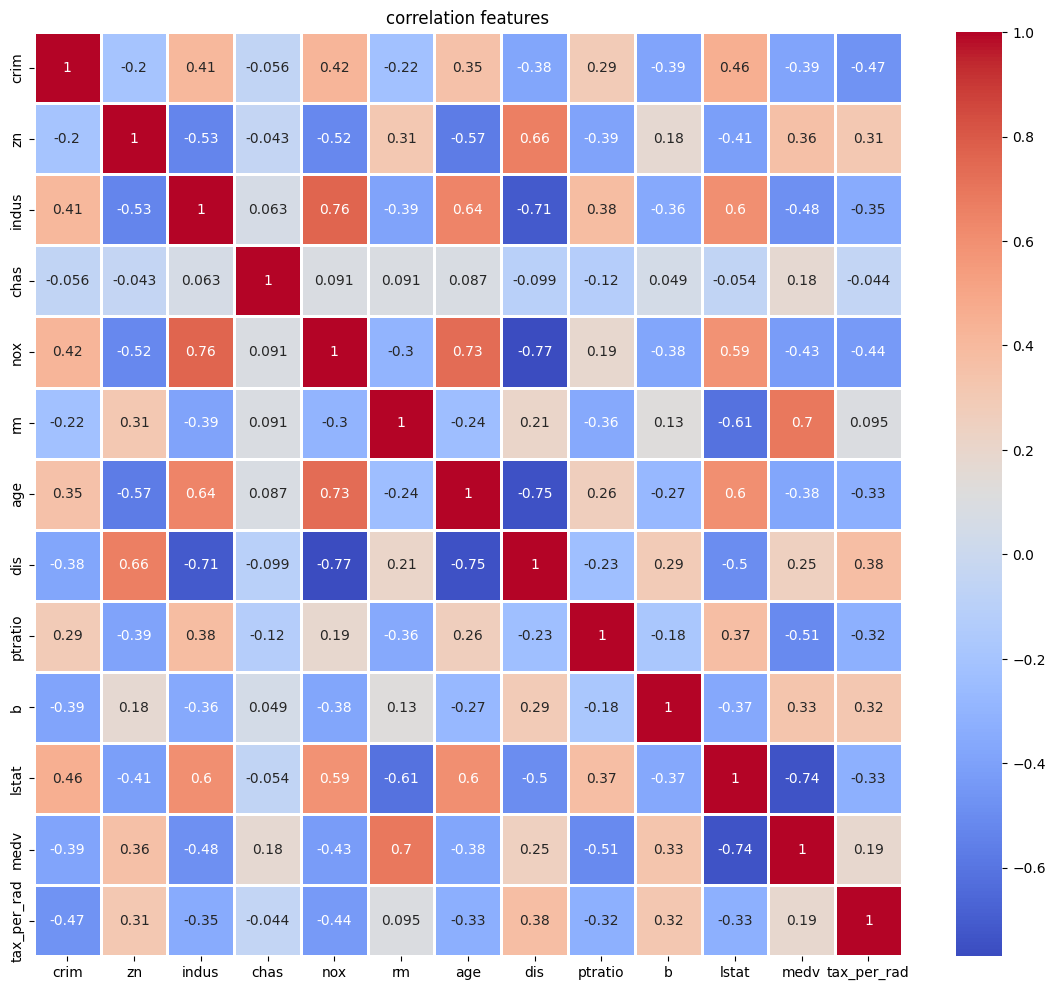 correlation features
crim 1 -0.2 0.41 -0.056 0.42 -0.22 0.35 -0.38 0.29 -0.39 0.46 -0.39 -0.47
zn -0.2 1 -0.53 -0.043 -0.52 0.31 -0.57 0.66 -0.39 0.18 -0.41 0.36 0.31
indus 0.41 -0.53 1 0.063 0.76 -0.39 0.64 -0.71 0.38 -0.36 0.6 -0.48 -0.35
chas -0.056 -0.043 0.063 1 0.091 0.091 0.087 -0.099 -0.12 0.049 -0.054 0.18 -0.044
nox 0.42 -0.52 0.76 0.091 1 -0.3 0.73 -0.77 0.19 -0.38 0.59 -0.43 -0.44
rm -0.22 0.31 -0.39 0.091 -0.3 1 -0.24 0.21 -0.36 0.13 -0.61 0.7 0.095
age 0.35 -0.57 0.64 0.087 0.73 -0.24 1 -0.75 0.26 -0.27 0.6 -0.38 -0.33
dis -0.38 0.66 -0.71 -0.099 -0.77 0.21 -0.75 1 -0.23 0.29 -0.5 0.25 0.38
ptratio 0.29 -0.39 0.38 -0.12 0.19 -0.36 0.26 -0.23 1 -0.18 0.37 -0.51 -0.32
b -0.39 0.18 -0.36 0.049 -0.38 0.13 -0.27 0.29 -0.18 1 -0.37 0.33 0.32
lstat 0.46 -0.41 0.6 -0.054 0.59 -0.61 0.6 -0.5 0.37 -0.37 1 -0.74 -0.33
medv -0.39 0.36 -0.48 0.18 -0.43 0.7 -0.38 0.25 -0.51 0.33 -0.74 1 0.19
tax_per_rad -0.47 0.31 -0.35 -0.044 -0.44 0.095 -0.33 0.38 -0.32 0.32 -0.33 0.19 1
crim zn indus chas nox rm age dis ptratio b lstat medv tax_per_rad
1.0
0.8
0.6
0.4
0.2
0.0
−0.2
−0.4
−0.6